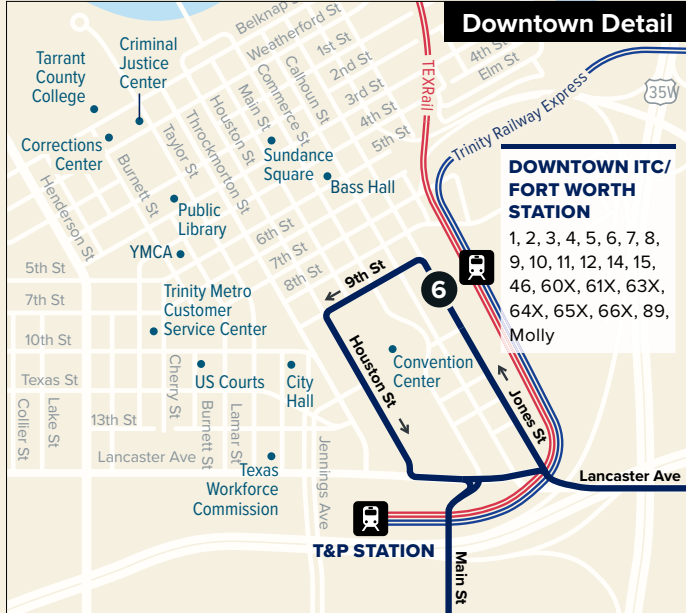 Downtown Detail
Belknap St
Weatherford St
1st St
2nd St
3rd St
4th St
5th St
4th St
Elm St
Calhoun St
Commerce St
Main St
Houston St
Throckmorton St
Taylor St
Burnett St
Henderson St
TEXRail
Trinity Railway Express
35W
Tarrant
County
College
Criminal
Justice
Center
Corrections
Center
Sundance
Square
Bass Hall
Public
Library
YMCA
6th St
7th St
8th St
DOWNTOWN ITC/
FORT WORTH
STATION
1, 2, 3, 4, 5, 6, 7, 8,
9, 10, 11, 12, 14, 15,
46, 60X, 61X, 63X,
64X, 65X, 66X, 89,
Molly
5th St
7th St
10th St
Texas St
13th St
Lancaster Ave
9th St
6
Trinity Metro
Customer
Service Center
Houston St
Convention
Center
Jones St
US Courts
City
Hall
Cherry St
Burnett St
Lamar St
Collier St
Lake St
Jennings Ave
Texas
Workforce
Commission
Lancaster Ave
T&P STATION
Main St